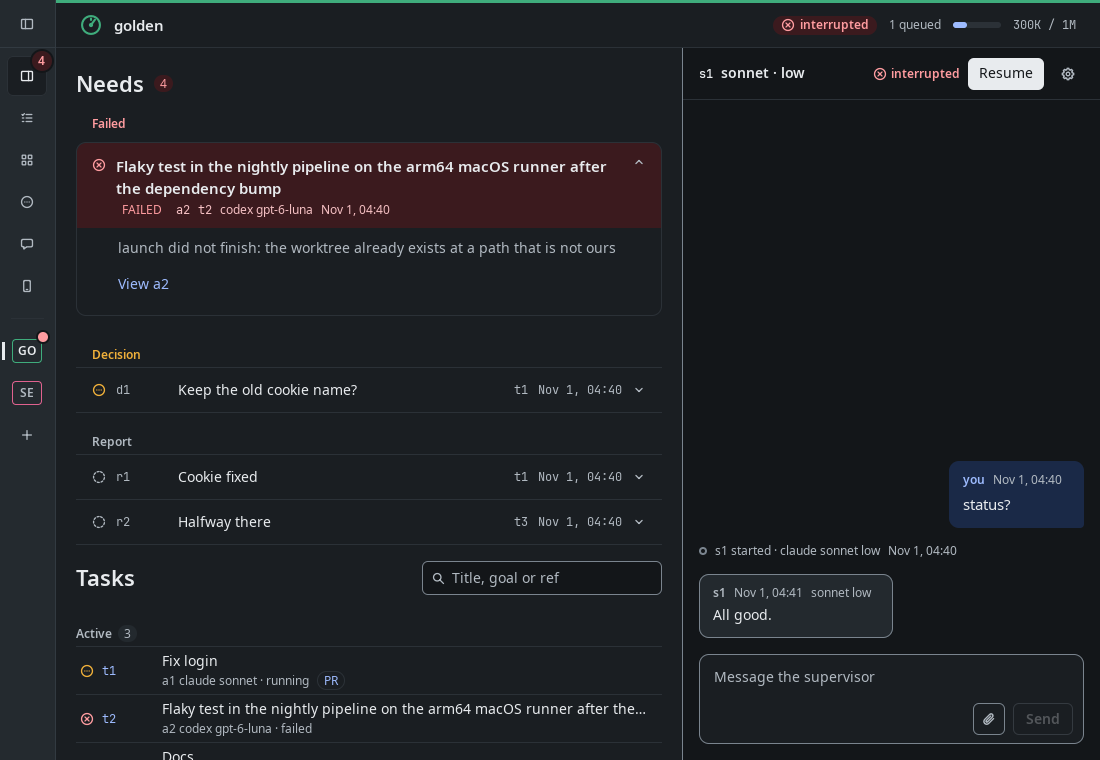 golden
interrupted
1 queued
300K / 1M
4
GO
SE
Needs 4
Failed
Flaky test in the nightly pipeline on the arm64 macOS runner after
the dependency bump
FAILED a2 t2 codex gpt-6-luna Nov 1, 04:40
launch did not finish: the worktree already exists at a path that is not ours
View a2
Decision
d1 Keep the old cookie name? t1 Nov 1, 04:40
Report
r1 Cookie fixed t1 Nov 1, 04:40
r2 Halfway there t3 Nov 1, 04:40
Tasks
Title, goal or ref
Active 3
t1 Fix login
a1 claude sonnet · running PR
t2 Flaky test in the nightly pipeline on the arm64 macOS runner after the…
a2 codex gpt-6-luna · failed
Docs
s1 sonnet · low
interrupted
Resume
you Nov 1, 04:40
status?
s1 started · claude sonnet low Nov 1, 04:40
s1 Nov 1, 04:41 sonnet low
All good.
Message the supervisor
Send